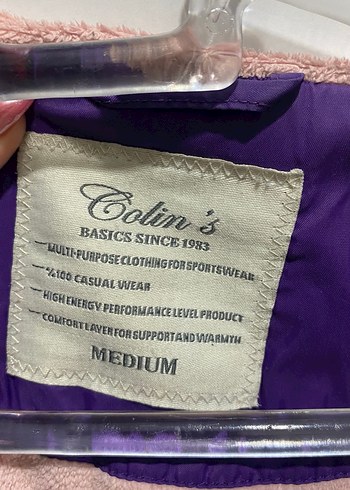 Colin's
BASICS SINCE 1983
MULTI-PURPOSE CLOTHING FOR SPORTSWEAR
%100 CASUAL WEAR
HIGH ENERGY PERFORMANCE LEVEL PRODUCT
COMFORT LAYER FOR SUPPORT AND WARMTH
MEDIUM